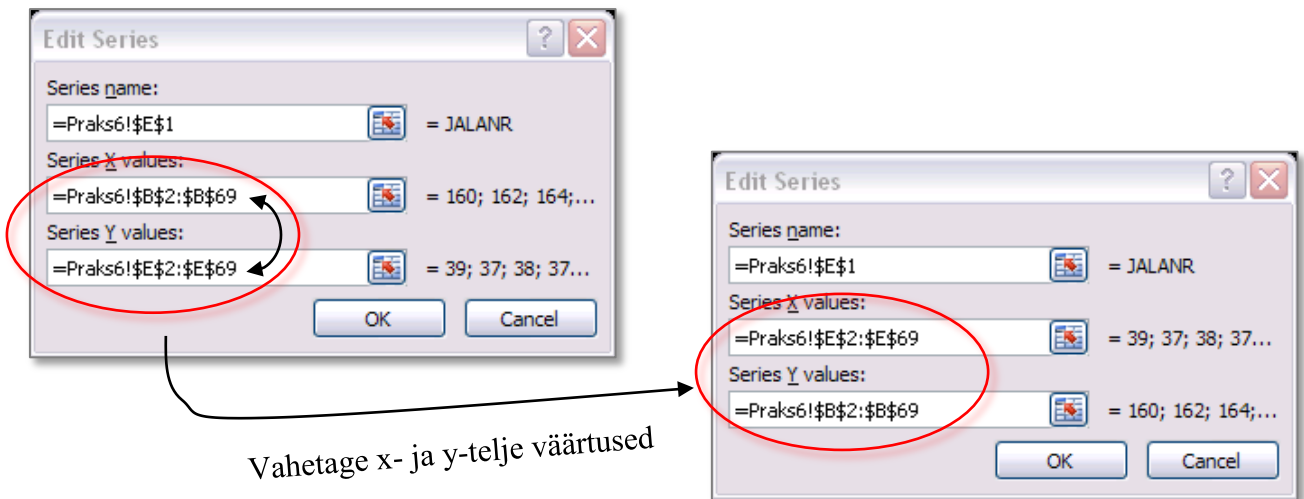 Edit Series
Series name:
=Praks6!$E$1 = JALANR
Series X values:
=Praks6!$B$2:$B$69 = 160; 162; 164;...
Series Y values:
=Praks6!$E$2:$E$69 = 39; 37; 38; 37...
OK Cancel
Edit Series
Series name:
=Praks6!$E$1 = JALANR
Series X values:
=Praks6!$E$2:$E$69 = 39; 37; 38; 37...
Series Y values:
=Praks6!$B$2:$B$69 = 160; 162; 164;...
OK Cancel
Vahetage x- ja y-telje väärtused